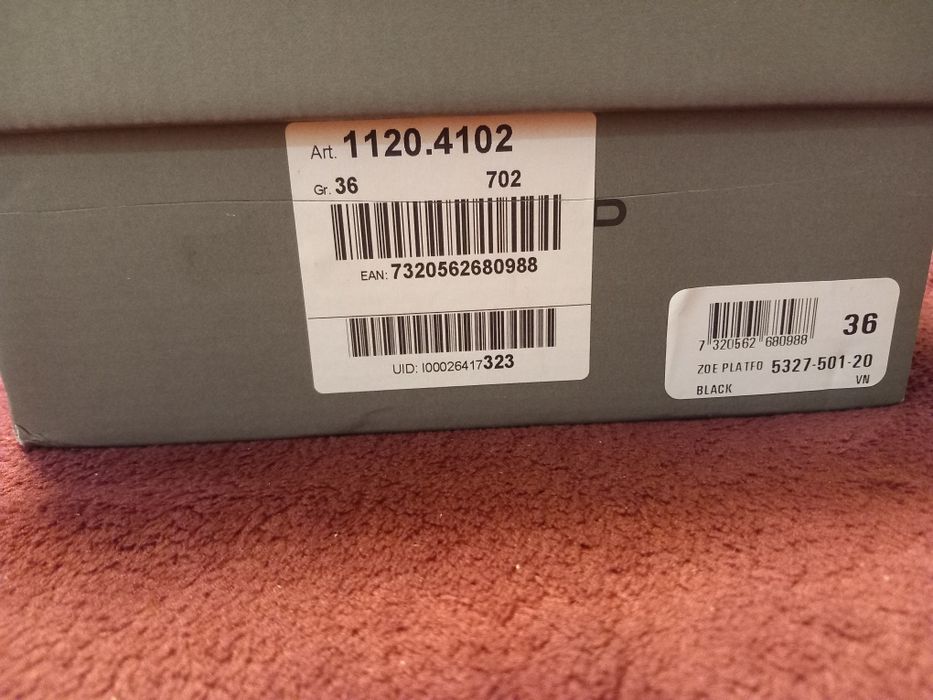 Art. 1120.4102
Gr. 36 702
EAN: 7320562680988
UID: I00026417323
P
7 320562 680988
36
ZOE PLATFO 5327-501-20
BLACK VN